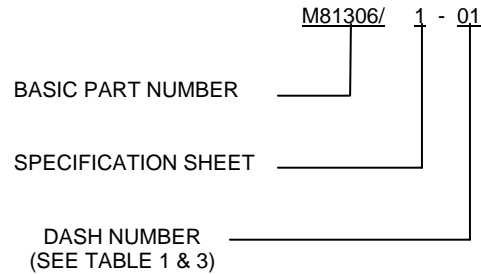 M81306/ 1 - 01
BASIC PART NUMBER
SPECIFICATION SHEET
DASH NUMBER
(SEE TABLE 1 & 3)